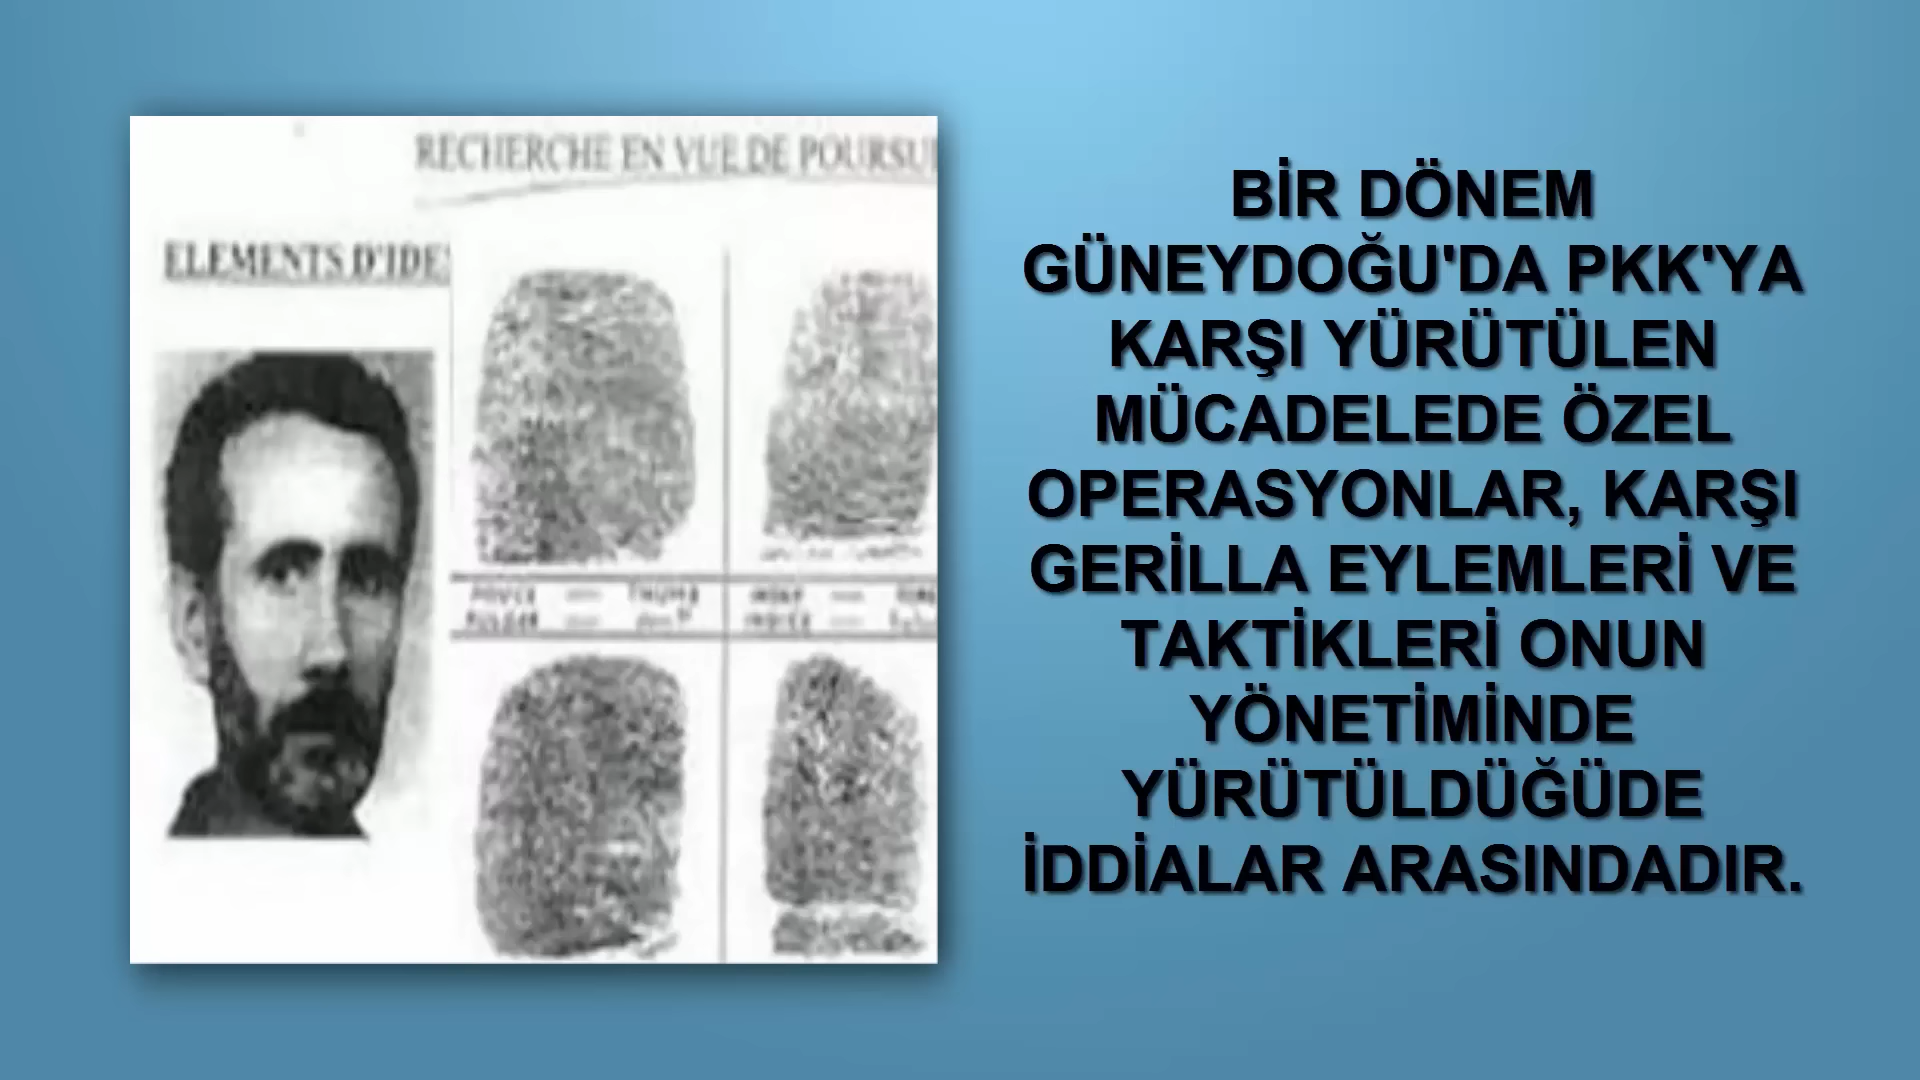 RECHERCHE EN VUE DE POURSU
ELEMENTS D'IDE
BİR DÖNEM
GÜNEYDOĞU'DA PKK'YA
KARŞI YÜRÜTÜLEN
MÜCADELEDE ÖZEL
OPERASYONLAR, KARŞI
GERİLLA EYLEMLERİ VE
TAKTİKLERİ ONUN
YÖNETİMİNDE
YÜRÜTÜLDÜĞÜDE
İDDİALAR ARASINDADIR.